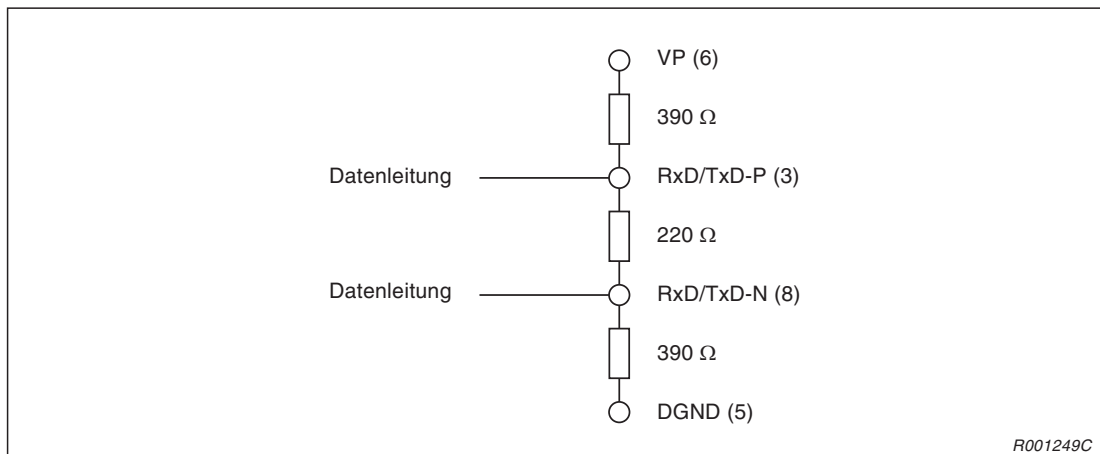 VP (6)
390 Ω
Datenleitung RxD/TxD-P (3)
220 Ω
Datenleitung RxD/TxD-N (8)
390 Ω
DGND (5)
R001249C